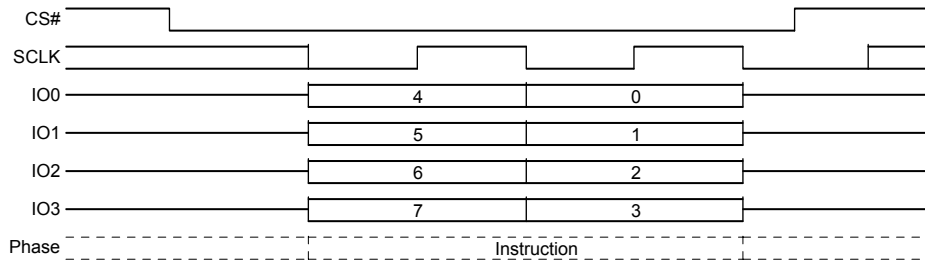 CS#
SCLK
IO0 4 0
IO1 5 1
IO2 6 2
IO3 7 3
Phase Instruction